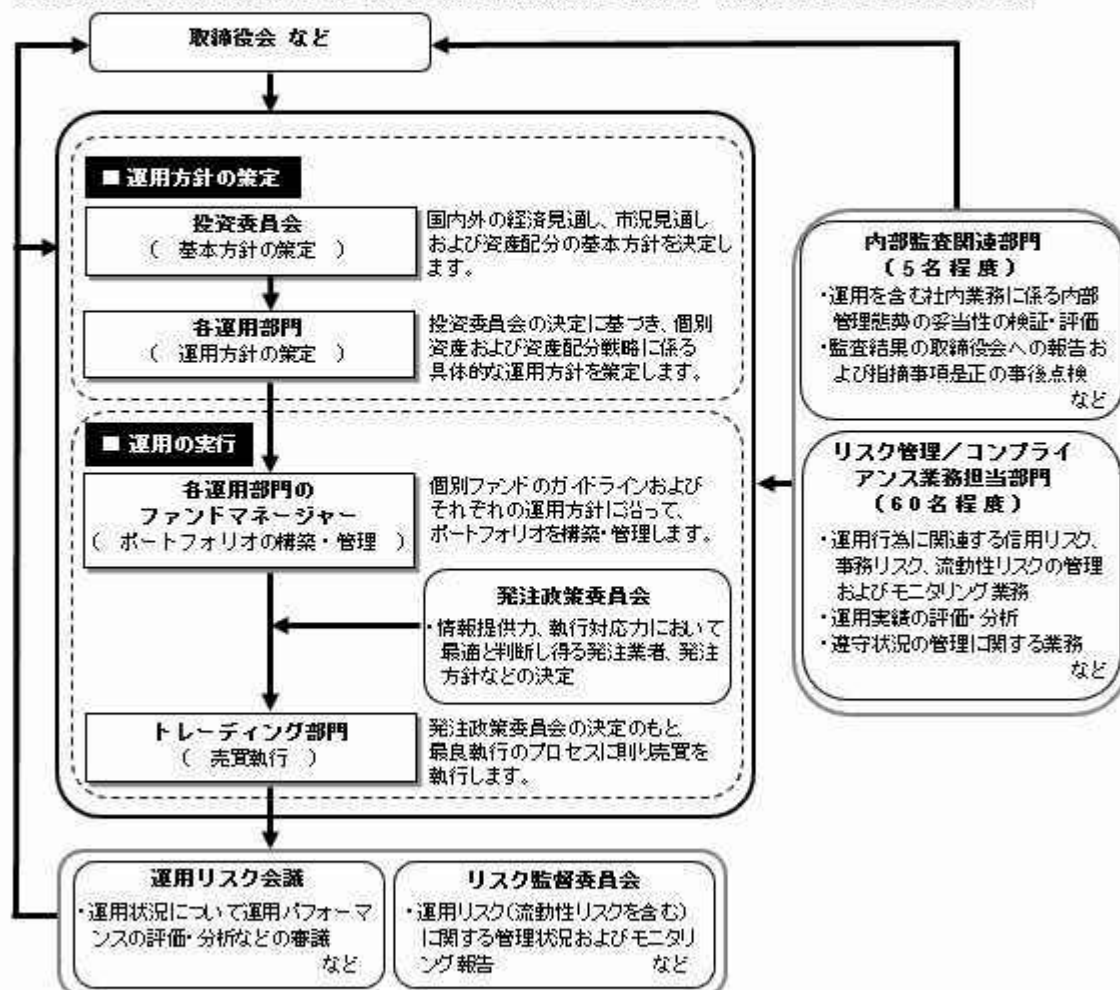 取締役会 など
■ 運用方針の策定
投資委員会
( 基本方針の策定 )
国内外の経済見通し、市況見通し
および資産配分の基本方針を決定し
ます。
各運用部門
( 運用方針の策定 )
投資委員会の決定に基づき、個別
資産および資産配分戦略に係る
具体的な運用方針を策定します。
■ 運用の実行
各運用部門の
ファンドマネージャー
( ポートフォリオの構築・管理 )
個別ファンドのガイドラインおよび
それぞれの運用方針に沿って、
ポートフォリオを構築・管理します。
発注政策委員会
・情報提供力、執行対応力において
最適と判断し得る発注業者、発注
方針などの決定
トレーディング部門
( 売買執行 )
発注政策委員会の決定のもと、
最良執行のプロセスに則り売買を
執行します。
内部監査関連部門
(5名程度)
・運用を含む社内業務に係る内部
管理態勢の妥当性の検証・評価
・監査結果の取締役会への報告お
よび指摘事項是正の事後点検
など
リスク管理／コンプライ
アンス業務担当部門
(60名程度)
・運用行為に関連する信用リスク、
事務リスク、流動性リスクの管理
およびモニタリング業務
・運用実績の評価・分析
・遵守状況の管理に関する業務
など
運用リスク会議
・運用状況について運用パフォーマ
ンスの評価・分析などの審議
など
リスク監督委員会
・運用リスク(流動性リスクを含む)
に関する管理状況およびモニタリ
ング報告 など